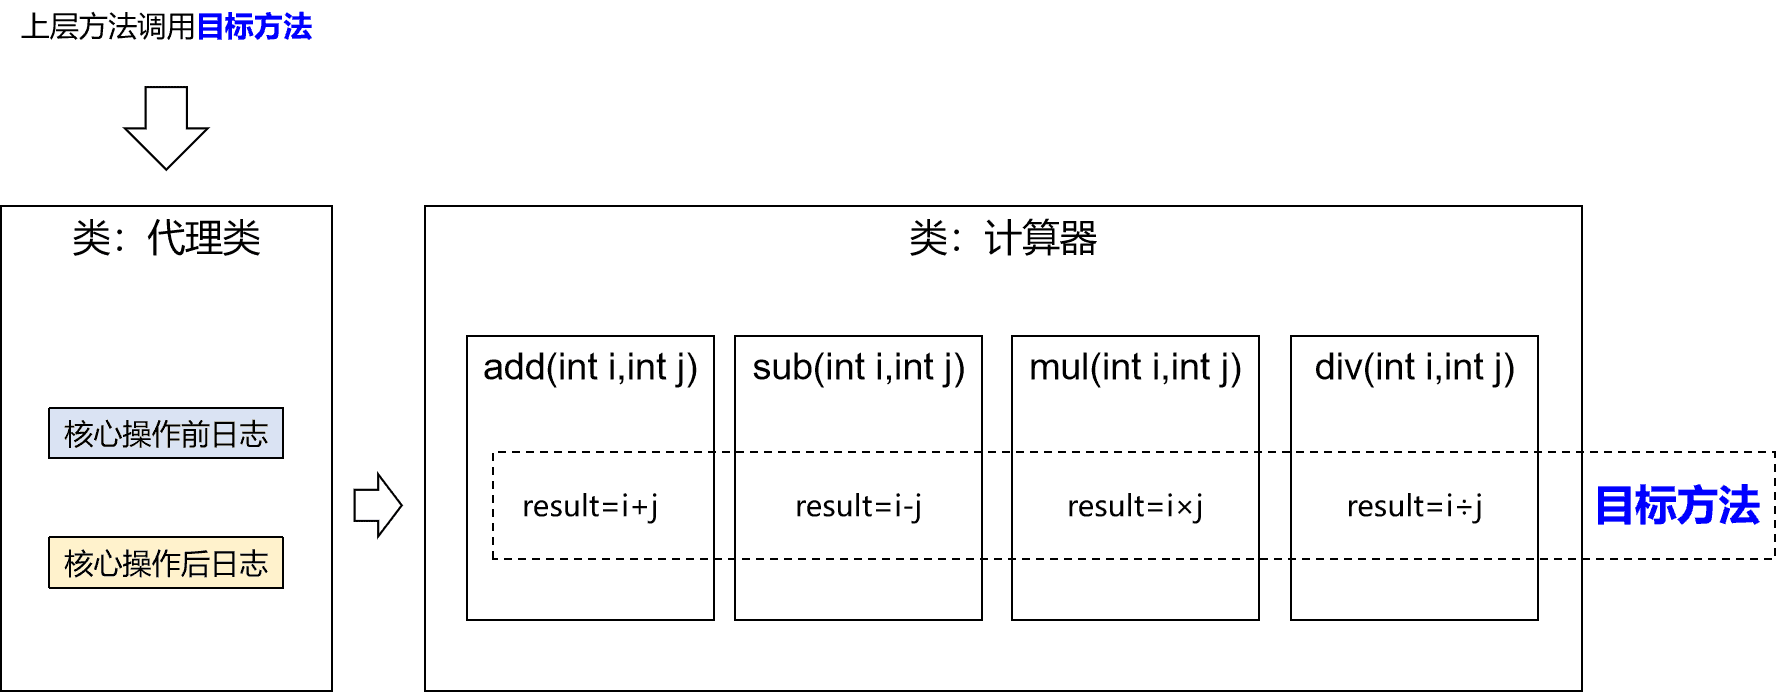 上层方法调用目标方法
类：代理类
核心操作前日志
核心操作后日志
类：计算器
add(int i,int j)
result=i+j
sub(int i,int j)
result=i-j
mul(int i,int j)
result=i×j
div(int i,int j)
result=i÷j
目标方法